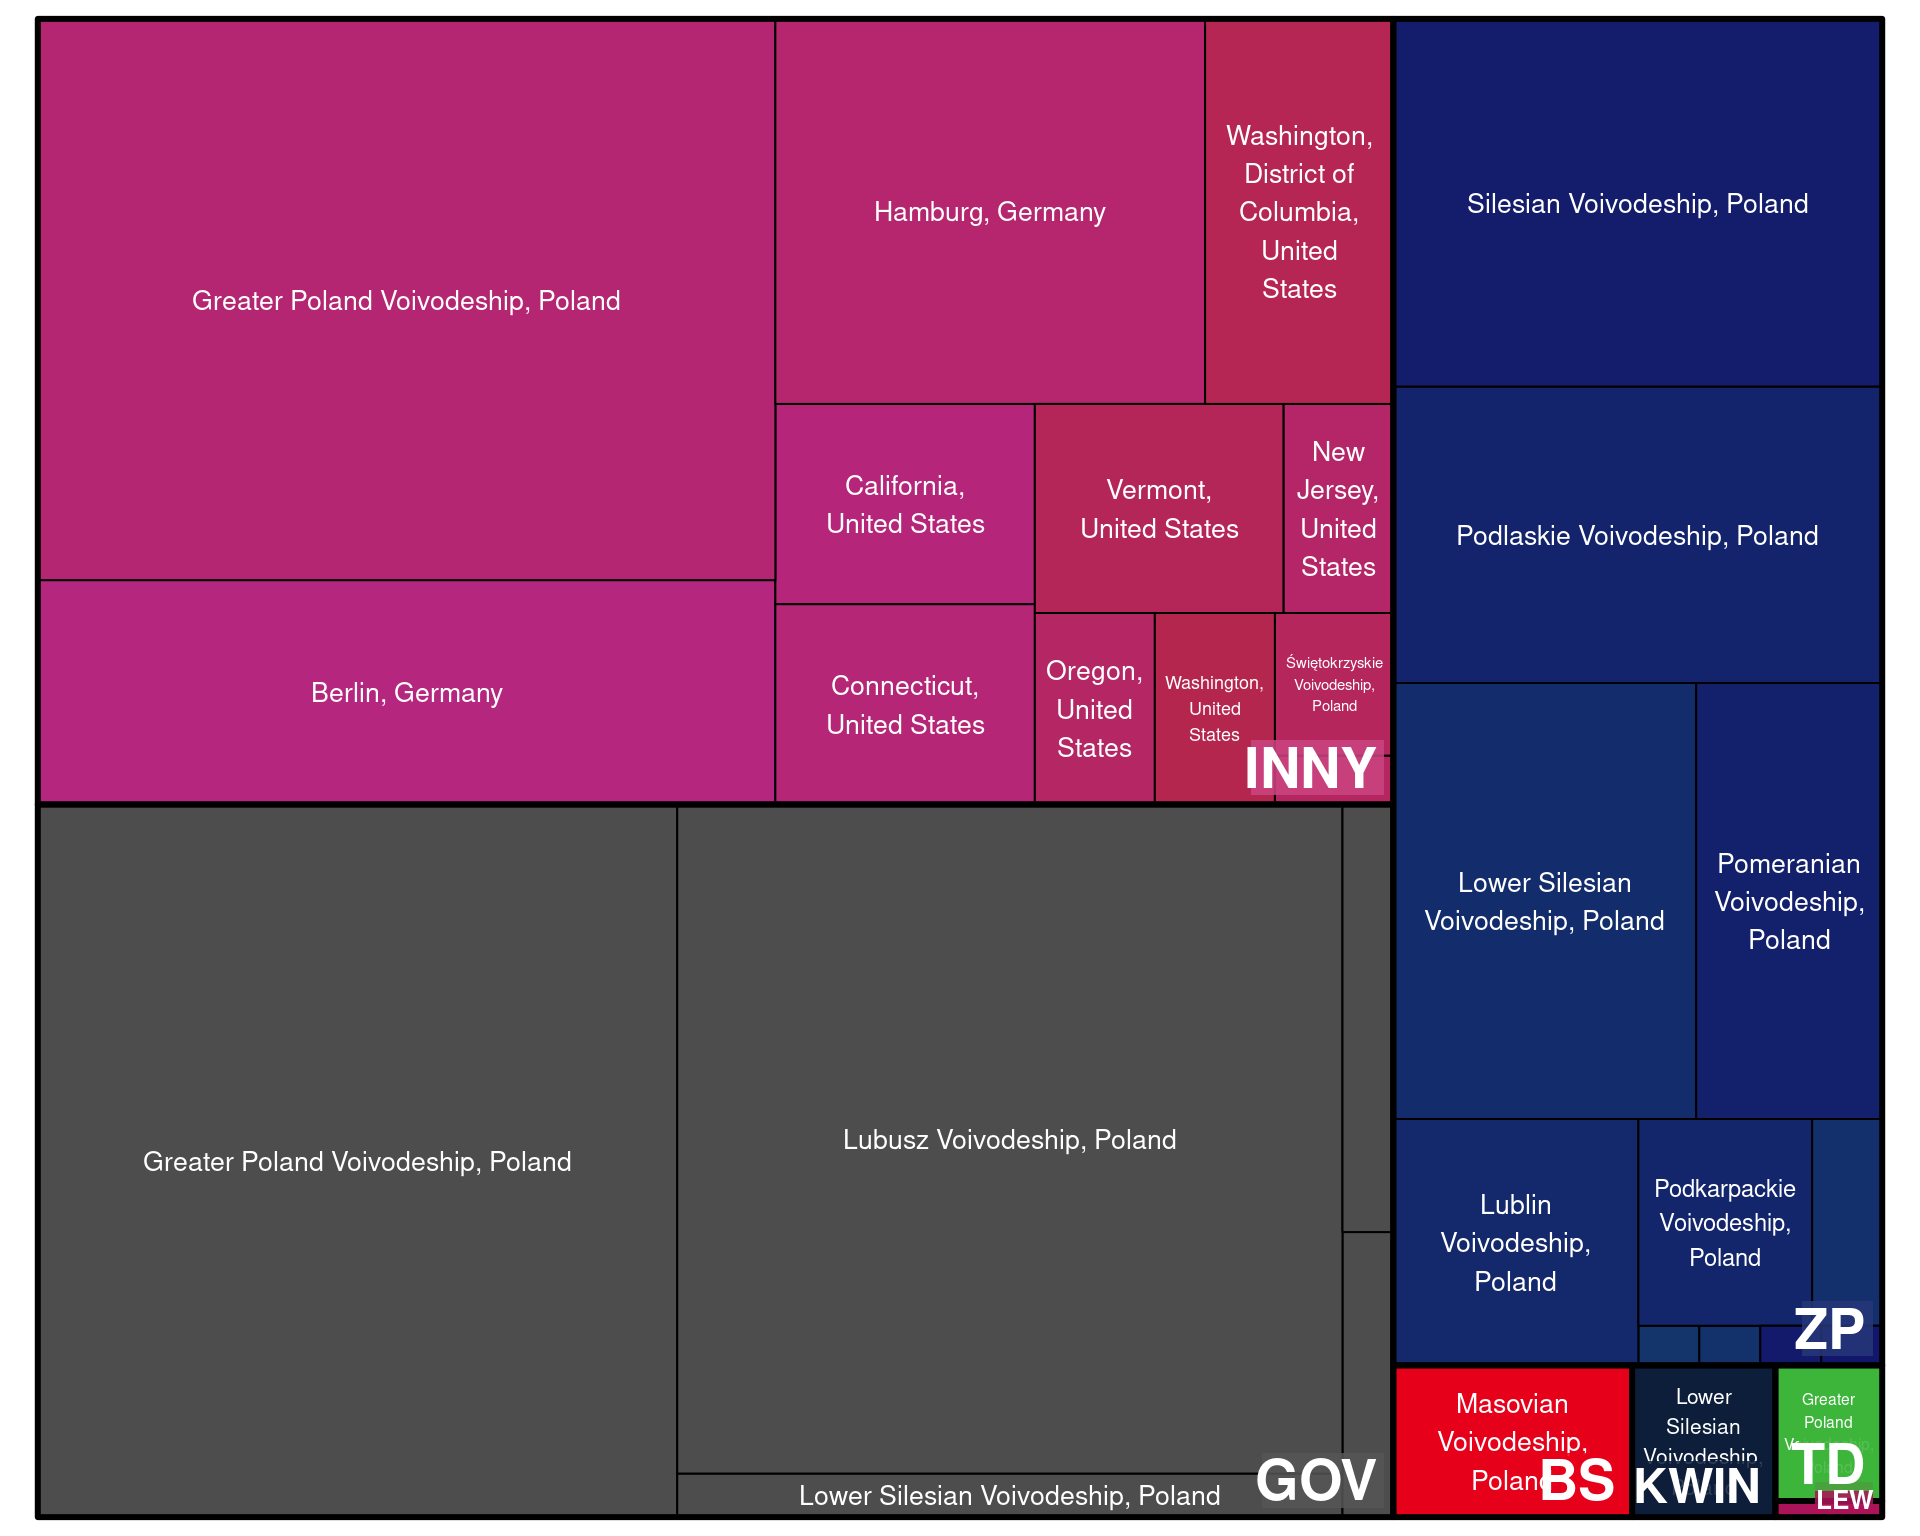 Greater Poland Voivodeship, Poland
Hamburg, Germany
Washington,
District of
Columbia,
United
States
Berlin, Germany
California,
United States
Vermont,
United States
New
Jersey,
United
States
Connecticut,
United States
Oregon,
United
States
Washington,
United
States
Świętokrzyskie
Voivodeship,
Poland
INNY
Greater Poland Voivodeship, Poland
Lubusz Voivodeship, Poland
Lower Silesian Voivodeship, Poland
GOV
Silesian Voivodeship, Poland
Podlaskie Voivodeship, Poland
Lower Silesian
Voivodeship, Poland
Pomeranian
Voivodeship,
Poland
Lublin
Voivodeship,
Poland
Podkarpackie
Voivodeship,
Poland
ZP
Masovian
Voivodeship,
Poland
BS
Lower
Silesian
Voivodeship,
KWIN
Greater
Poland
TD
LEW